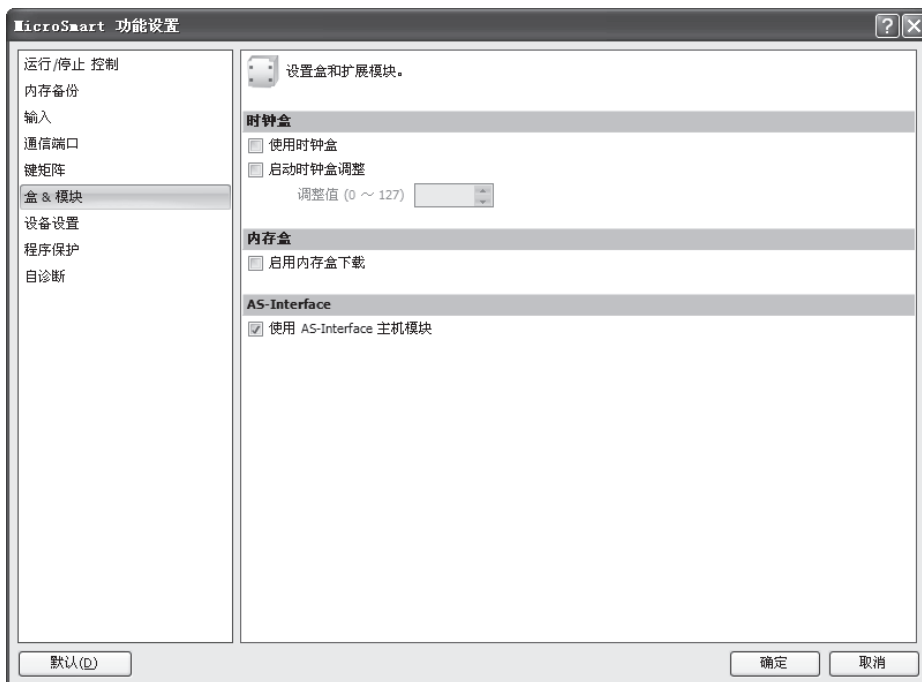 MicroSmart 功能设置
运行/停止 控制
内存备份
输入
通信端口
键矩阵
盒 & 模块
设备设置
程序保护
自诊断
设置盒和扩展模块。
时钟盒
使用时钟盒
启动时钟盒调整
调整值 (0 ～ 127)
内存盒
启用内存盒下载
AS-Interface
使用 AS-Interface 主机模块
默认(D)
确定
取消